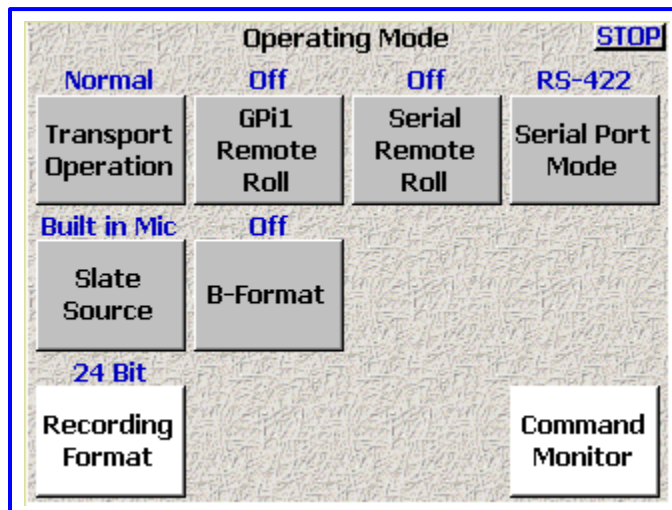 Operating Mode STOP
Normal Off Off RS-422
Transport Operation
GPi1 Remote Roll
Serial Remote Roll
Serial Port Mode
Built in Mic Off
Slate Source
B-Format
24 Bit
Recording Format
Command Monitor